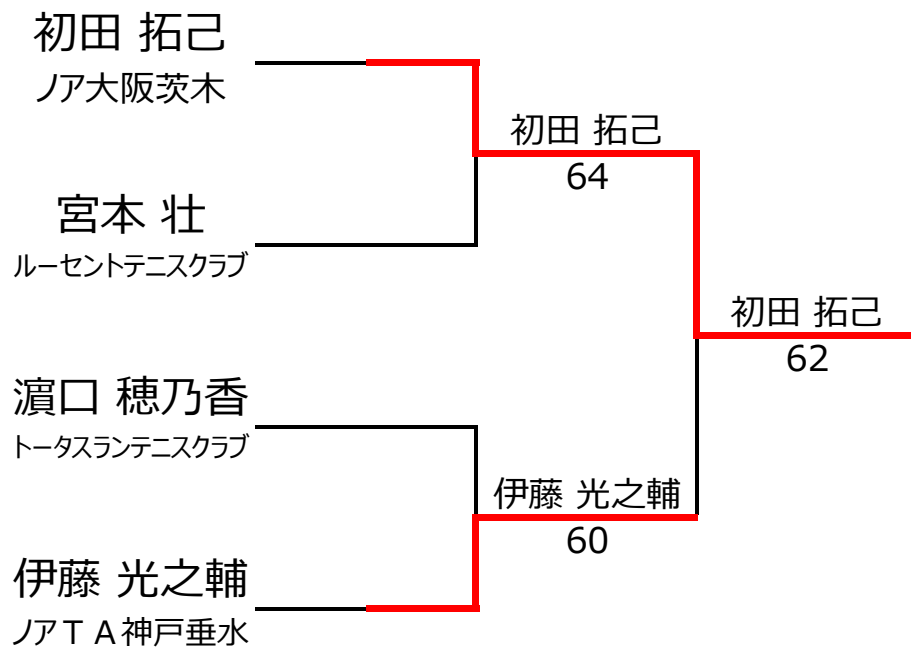 初田 拓己
ノア大阪茨木
初田 拓己
64
宮本 壮
ルーセントテニスクラブ
初田 拓己
62
濵口 穂乃香
トータスランテニスクラブ
伊藤 光之輔
60
伊藤 光之輔
ノアＴＡ神戸垂水